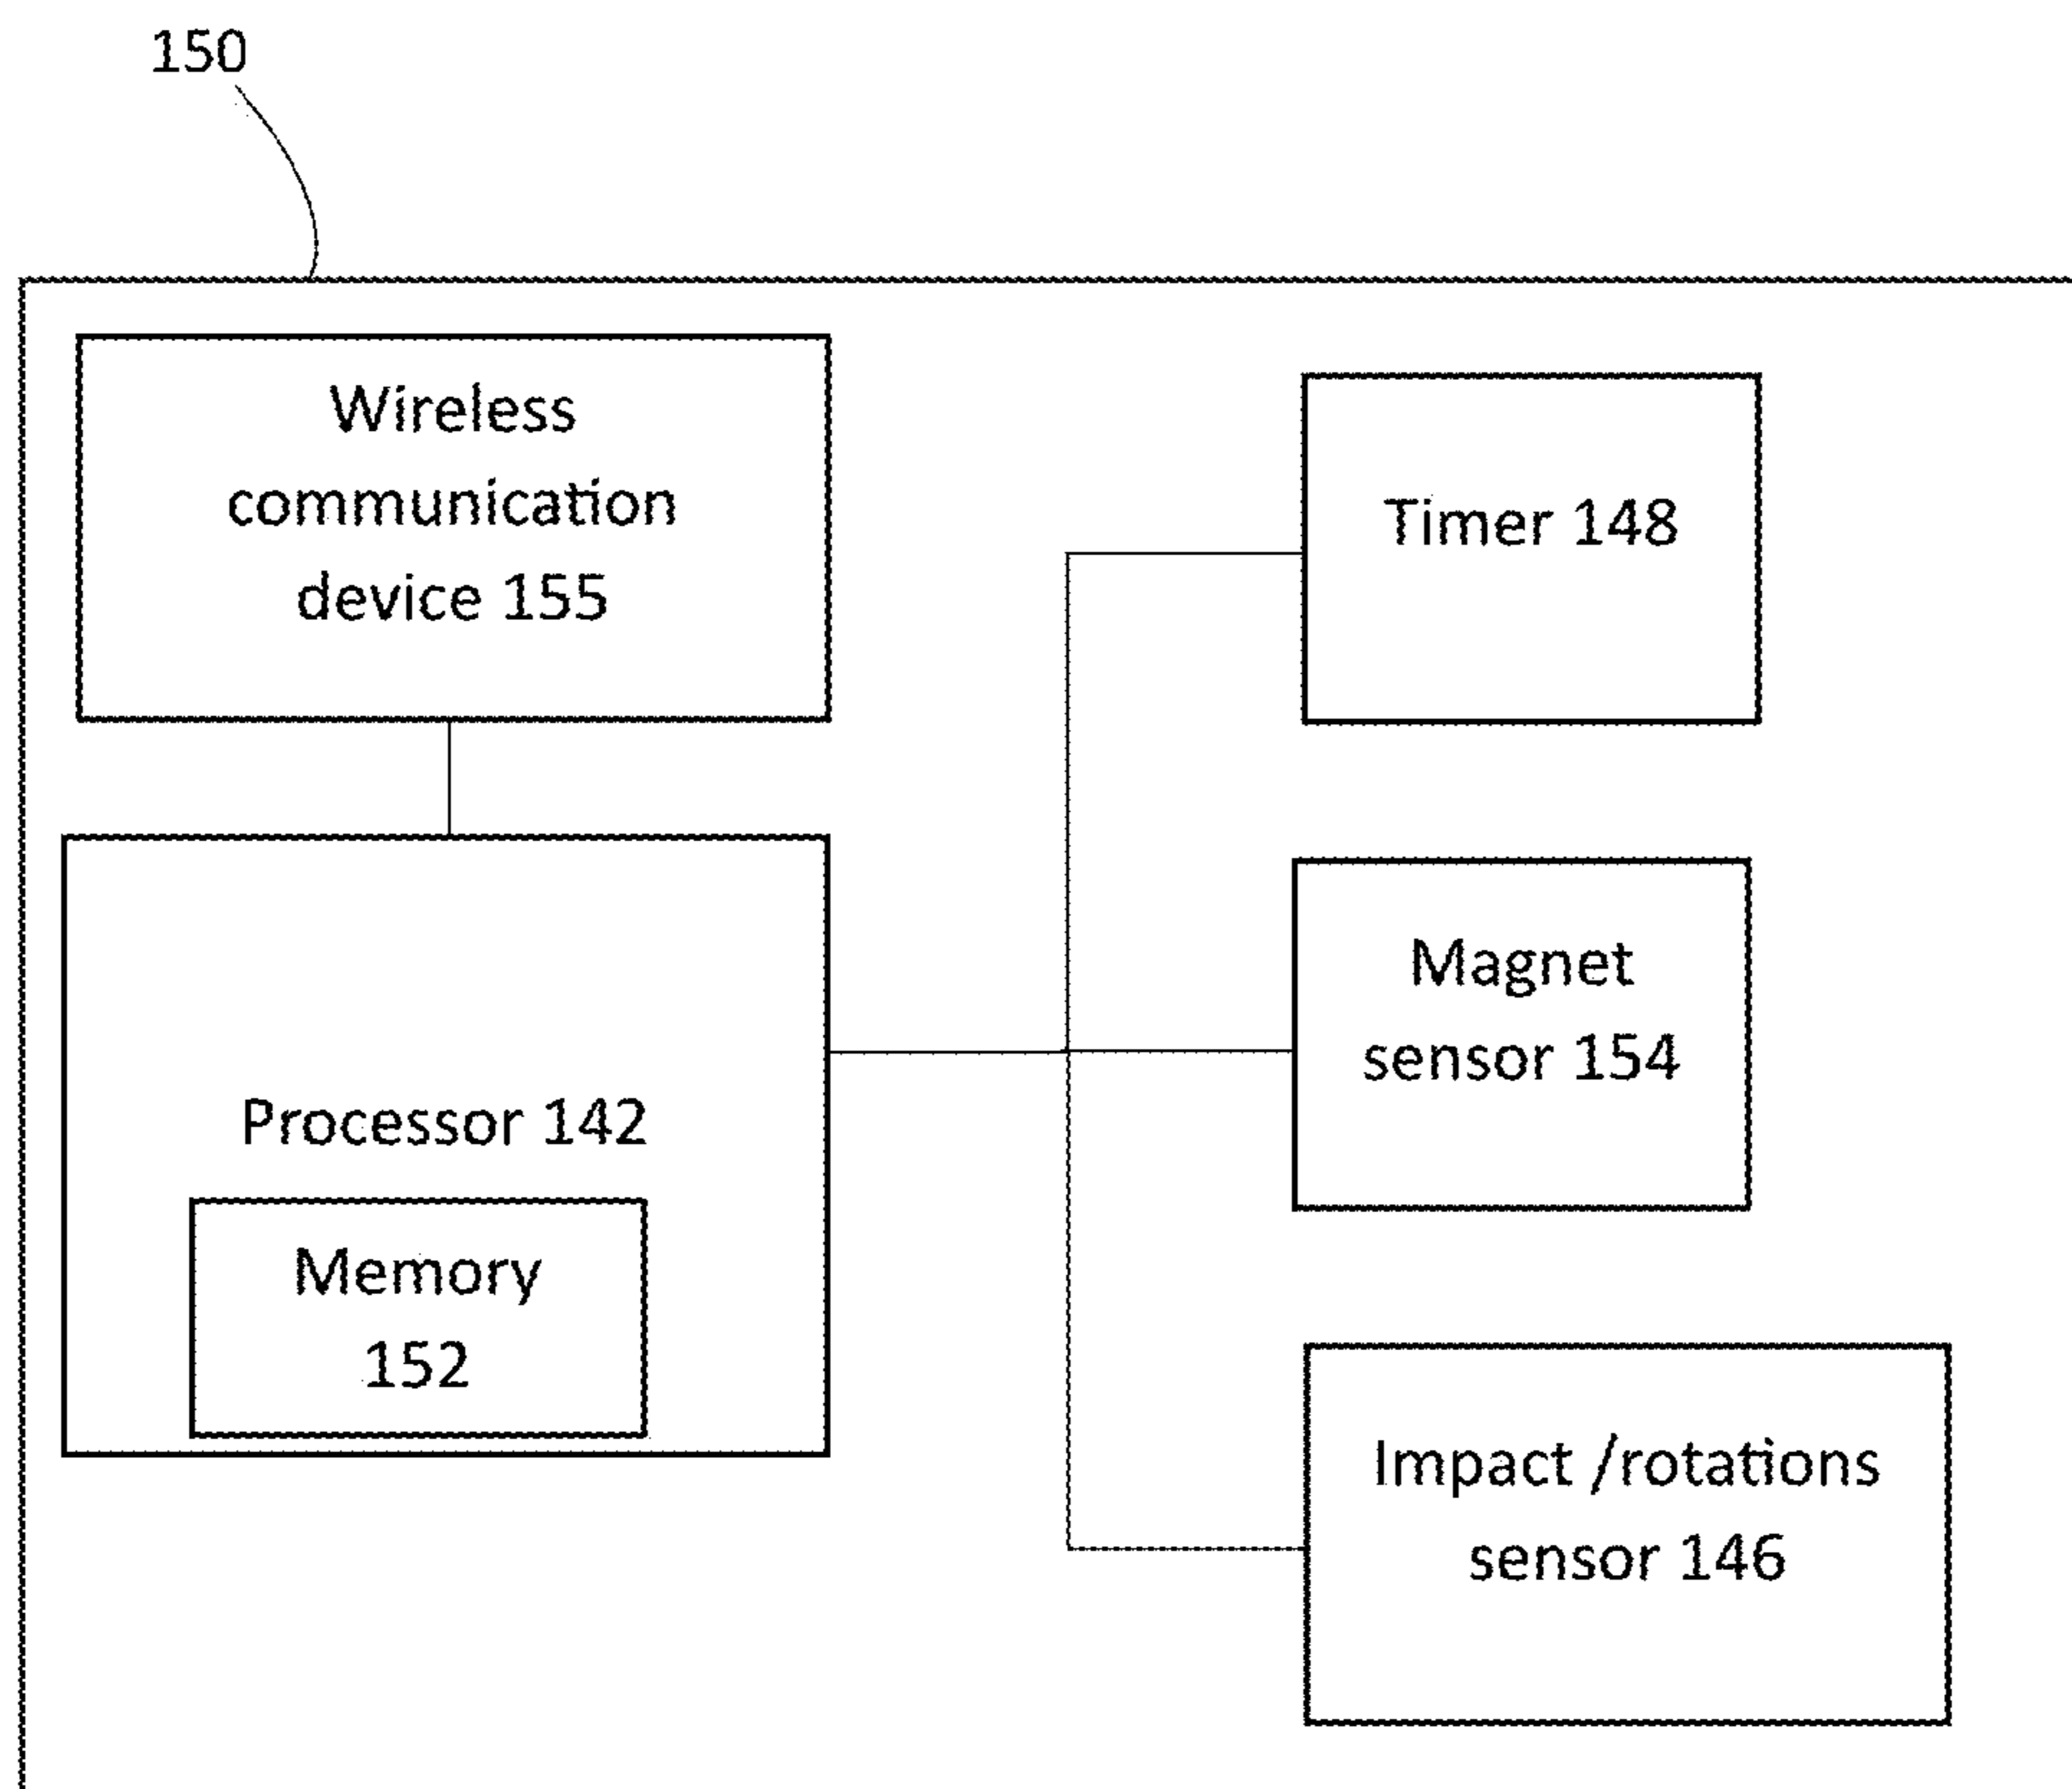 150
Wireless
communication
device 155
Timer 148
Magnet
sensor 154
Processor 142
Memory
152
Impact /rotations
sensor 146